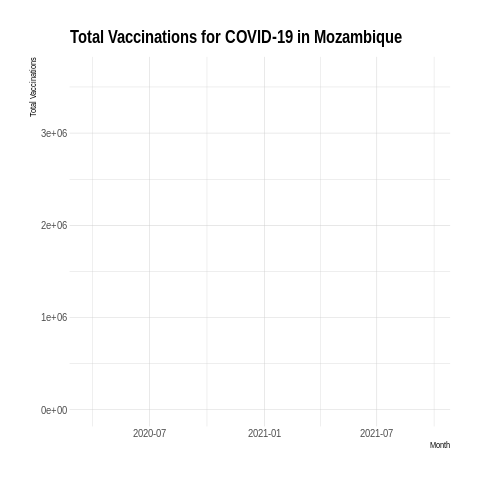 Total Vaccinations for COVID-19 in Mozambique
Total Vaccinations
3e+06
2e+06
1e+06
0e+00
2020-07
2021-01
2021-07
Month